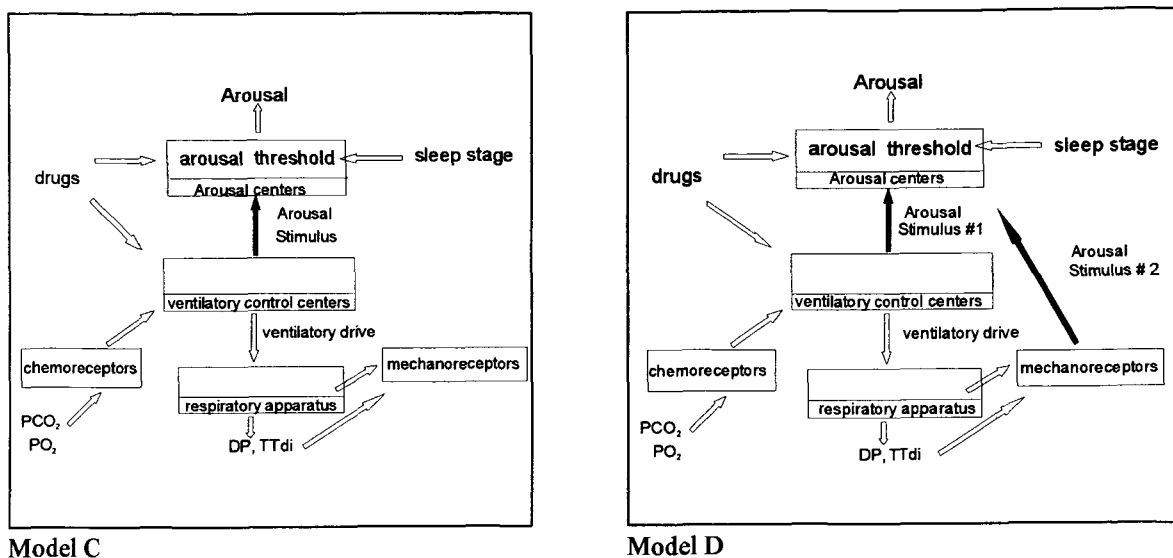 Arousal
arousal threshold
sleep stage
Arousal centers
drugs
Arousal
Stimulus
ventilatory control centers
ventilatory drive
chemoreceptors
mechanoreceptors
respiratory apparatus
PCO₂
PO₂
DP, TTdi
Model C
Arousal
arousal threshold
sleep stage
Arousal centers
drugs
Arousal
Stimulus #1
Arousal
Stimulus # 2
ventilatory control centers
ventilatory drive
chemoreceptors
mechanoreceptors
respiratory apparatus
PCO₂
PO₂
DP, TTdi
Model D